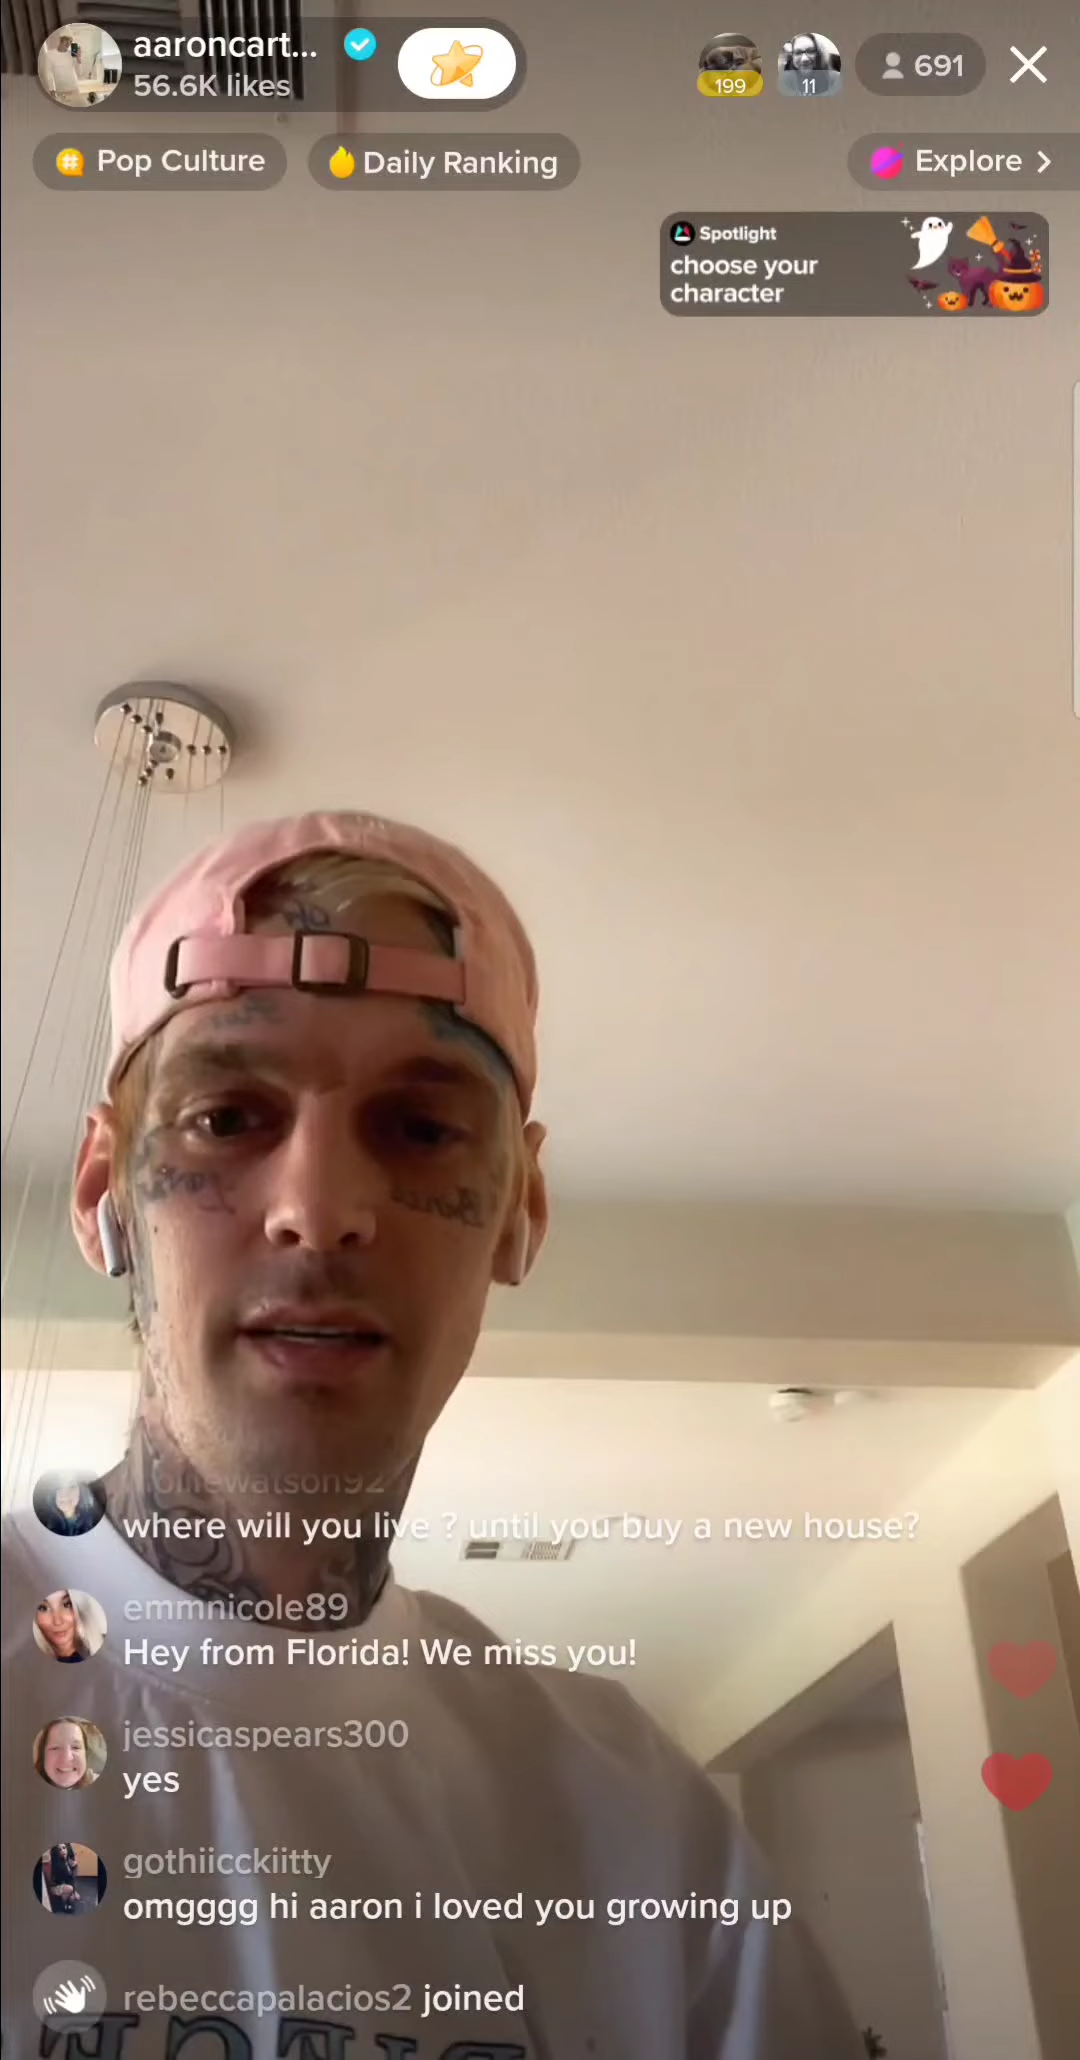 aaroncart...
56.6K likes
199
11
691
Pop Culture
Daily Ranking
Explore >
Spotlight
choose your
character
where will you live ? until you buy a new house?
emmnicole89
Hey from Florida! We miss you!
jessicaspears300
yes
gothiicckiitty
omgggg hi aaron i loved you growing up
rebeccapalacios2 joined